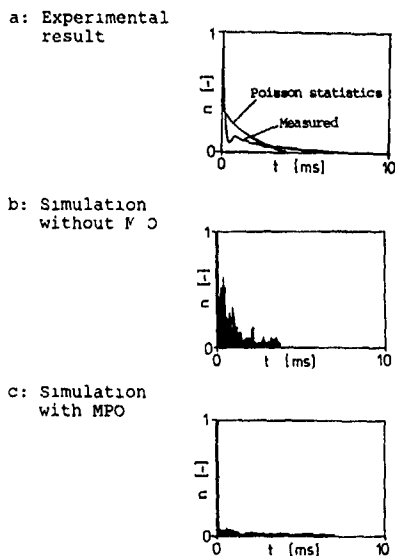 a: Experimental
result
1
n [-]
Poisson statistics
Measured
0
0
t [ms]
10
b: Simulation
without
1
n [-]
0
0
t [ms]
10
c: Simulation
with MPO
1
n [-]
0
0
t [ms]
10